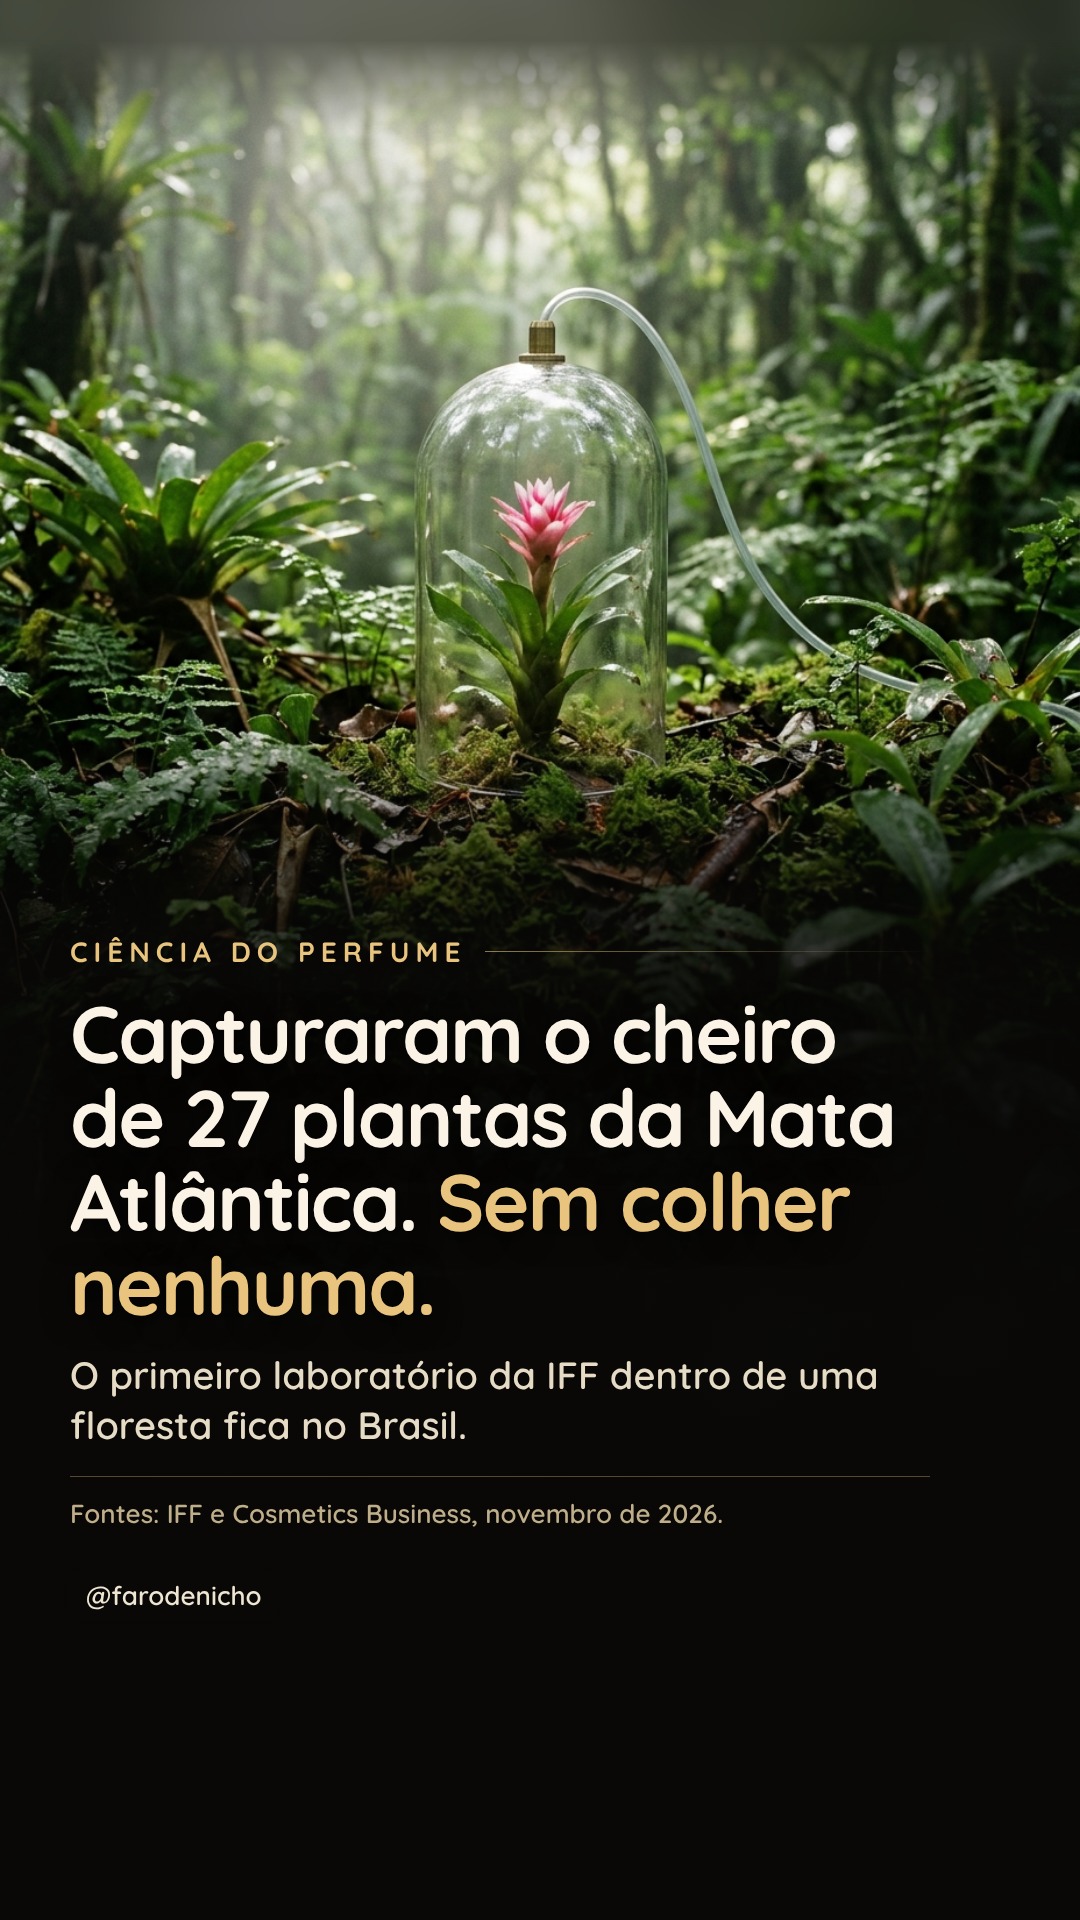 CIÊNCIA DO PERFUME
Capturaram o cheiro
de 27 plantas da Mata
Atlântica. Sem colher
nenhuma.
O primeiro laboratório da IFF dentro de uma
floresta fica no Brasil.
Fontes: IFF e Cosmetics Business, novembro de 2026.
@farodenicho